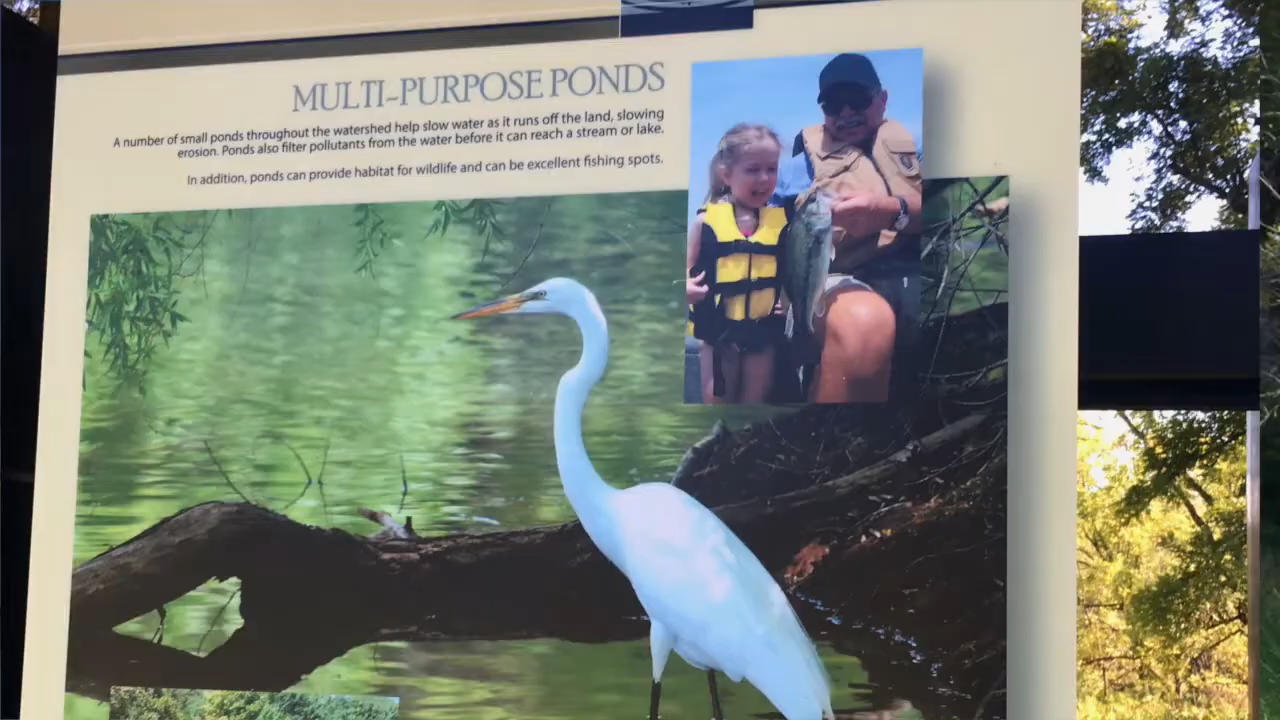 MULTI-PURPOSE PONDS
A number of small ponds throughout the watershed help slow water as it runs off the land, slowing
erosion. Ponds also filter pollutants from the water before it can reach a stream or lake.
In addition, ponds can provide habitat for wildlife and can be excellent fishing spots.